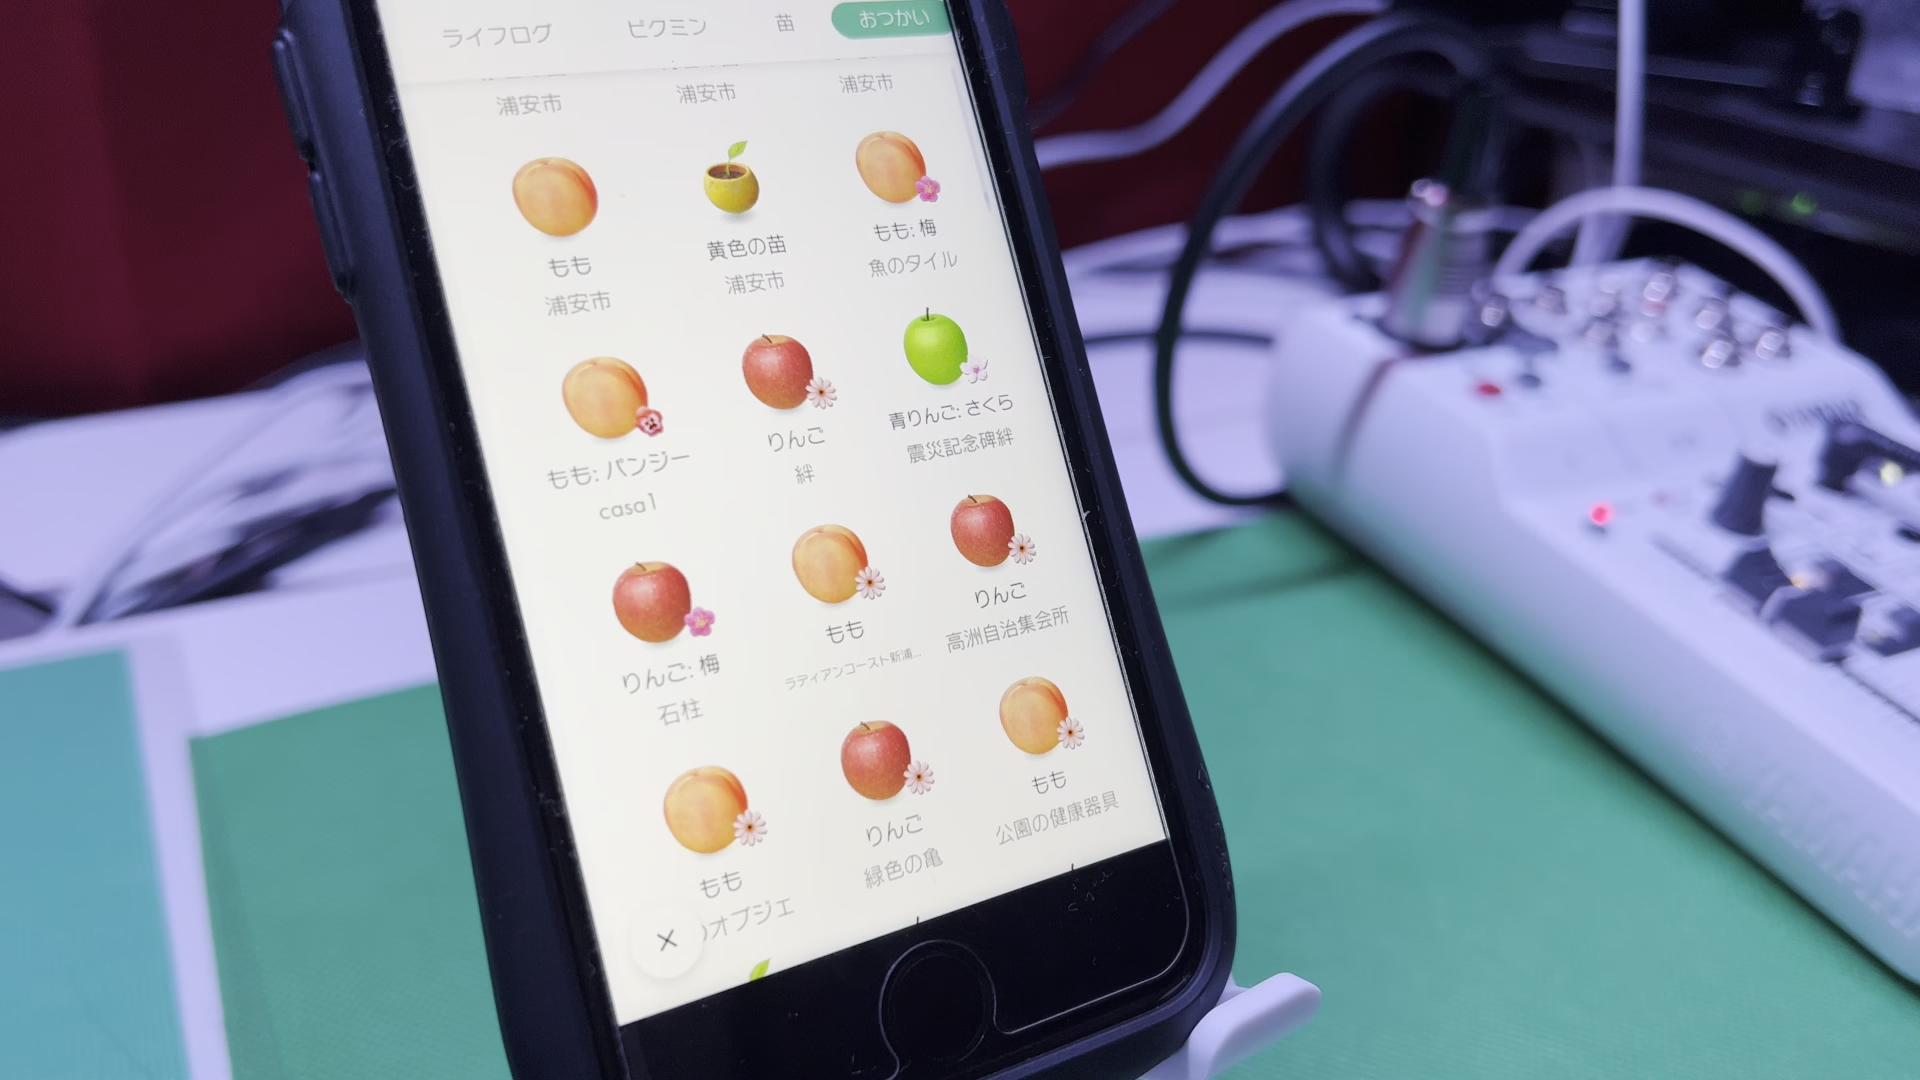 ライフログ ピクミン 苗 おつかい
浦安市 浦安市 浦安市
もも 黄色の苗 もも: 梅
浦安市 浦安市 魚のタイル
もも: パンジー りんご 青りんご: さくら
casa1 絆 震災記念碑絆
りんご: 梅 もも りんご
石柱 ラディアンコースト新浦... 高洲自治集会所
もも りんご もも
のオブジェ 緑色の亀 公園の健康器具
YAMAHA